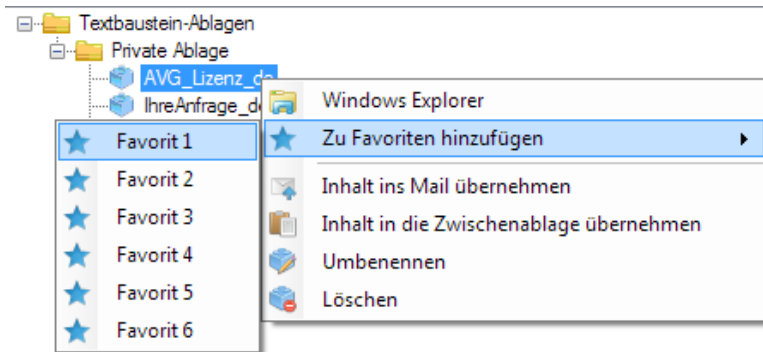 Textbaustein-Ablagen
Private Ablage
AVG_Lizenz_de
IhreAnfrage_d
Windows Explorer
Zu Favoriten hinzufügen
Favorit 1
Favorit 2
Favorit 3
Favorit 4
Favorit 5
Favorit 6
Inhalt ins Mail übernehmen
Inhalt in die Zwischenablage übernehmen
Umbenennen
Löschen